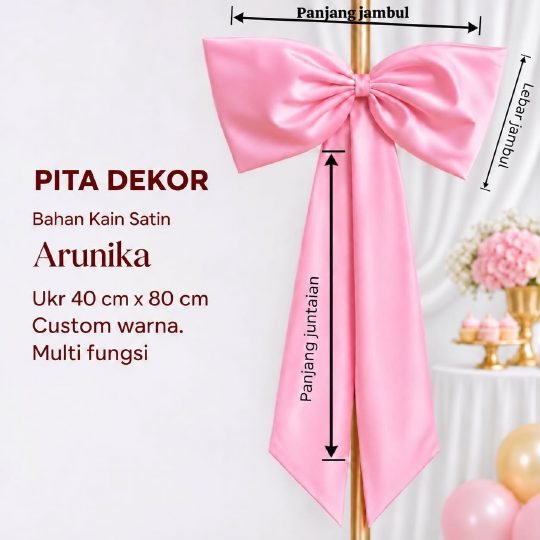 Panjang jambul
Lebar jambul
PITA DEKOR
Bahan Kain Satin
Arunika
Ukr 40 cm x 80 cm
Custom warna.
Multi fungsi
Panjang juntaian